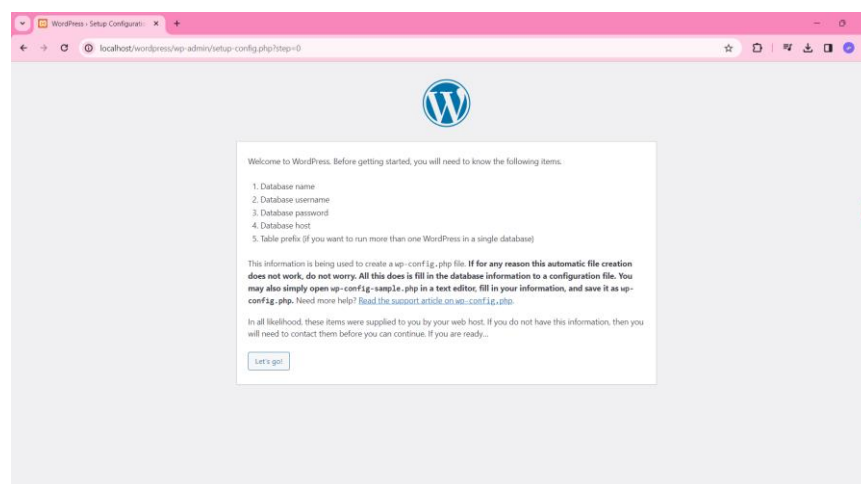 WordPress › Setup Configuratio
localhost/wordpress/wp-admin/setup-config.php?step=0
Welcome to WordPress. Before getting started, you will need to know the following items.
1. Database name
2. Database username
3. Database password
4. Database host
5. Table prefix (if you want to run more than one WordPress in a single database)
This information is being used to create a wp-config.php file. If for any reason this automatic file creation
does not work, do not worry. All this does is fill in the database information to a configuration file. You
may also simply open wp-config-sample.php in a text editor, fill in your information, and save it as wp-
config.php. Need more help? Read the support article on wp-config.php.
In all likelihood, these items were supplied to you by your web host. If you do not have this information, then you
will need to contact them before you can continue. If you are ready...
Let's go!